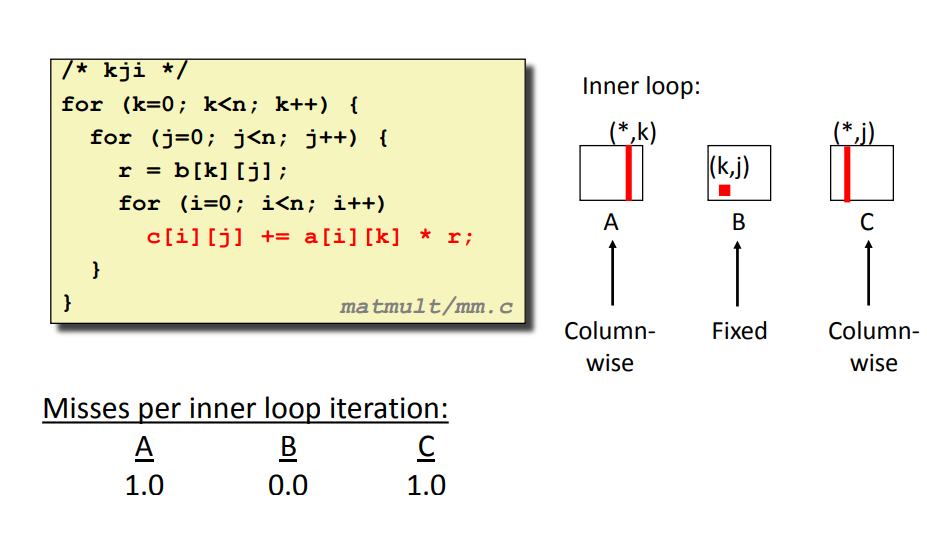 /* kji */
for (k=0; k<n; k++) {
  for (j=0; j<n; j++) {
    r = b[k][j];
    for (i=0; i<n; i++)
      c[i][j] += a[i][k] * r;
  }
}
matmult/mm.c
Inner loop:
(*,k)
(k,j)
(*,j)
A
B
C
Column-
wise
Fixed
Column-
wise
Misses per inner loop iteration:
A B C
1.0 0.0 1.0